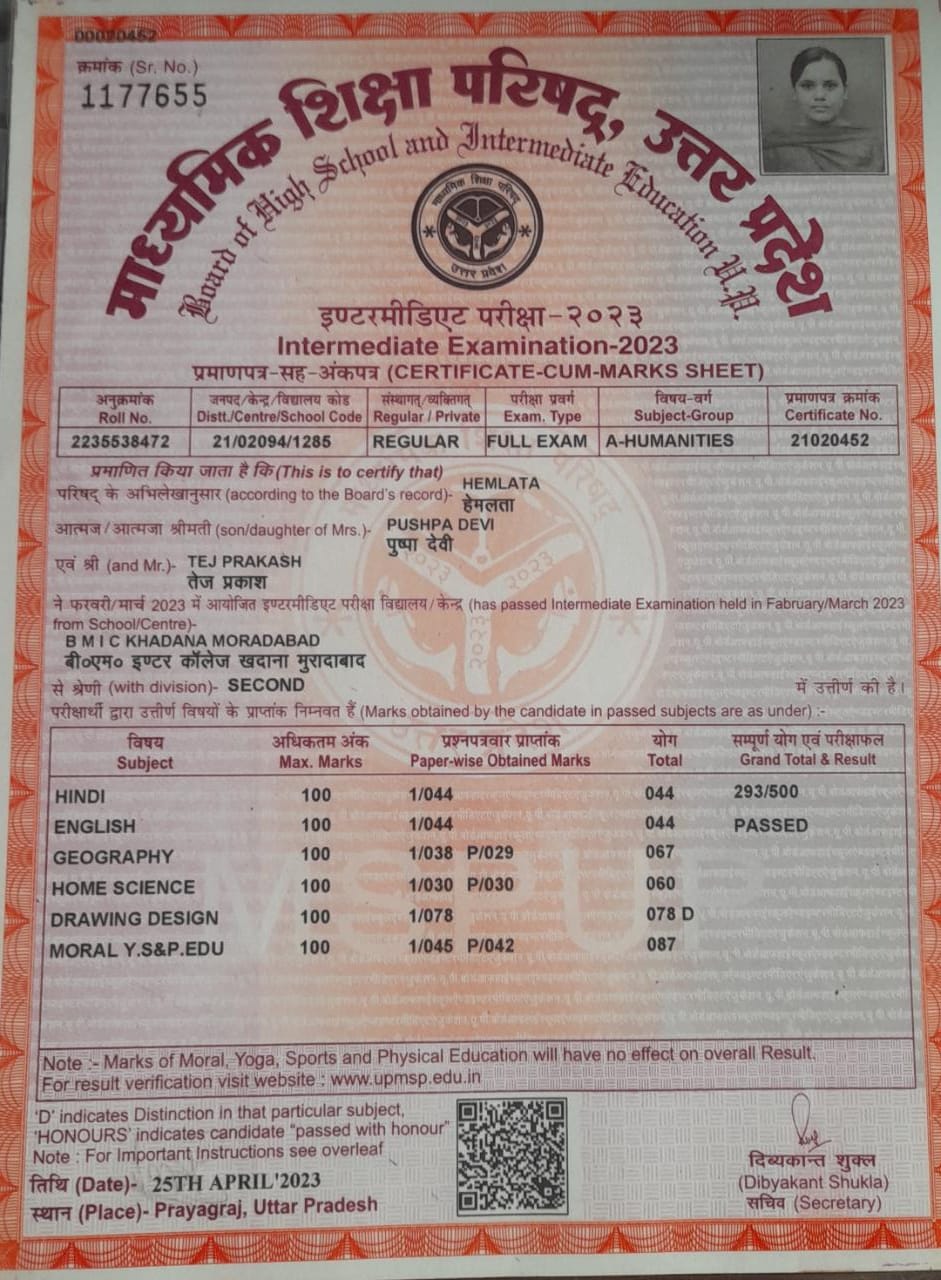 00020452
क्रमांक (Sr. No.)
1177655
माध्यमिक शिक्षा परिषद्, उत्तर प्रदेश
Board of High School and Intermediate Education U.P.
माध्यमिक शिक्षा परिषद्
उत्तर प्रदेश
इण्टरमीडिएट परीक्षा-२०२३
Intermediate Examination-2023
प्रमाणपत्र-सह-अंकपत्र (CERTIFICATE-CUM-MARKS SHEET)
अनुक्रमांक जनपद/केन्द्र/विद्यालय कोड संस्थागत्/व्यक्तिगत् परीक्षा प्रवर्ग विषय-वर्ग प्रमाणपत्र क्रमांक
Roll No. Distt./Centre/School Code Regular / Private Exam. Type Subject-Group Certificate No.
2235538472 21/02094/1285 REGULAR FULL EXAM A-HUMANITIES 21020452
प्रमाणित किया जाता है कि (This is to certify that)
परिषद् के अभिलेखानुसार (according to the Board's record)- HEMLATA
हेमलता
आत्मज/आत्मजा श्रीमती (son/daughter of Mrs.)- PUSHPA DEVI
पुष्पा देवी
एवं श्री (and Mr.)- TEJ PRAKASH
तेज प्रकाश
ने फरवरी/मार्च 2023 में आयोजित इण्टरमीडिएट परीक्षा विद्यालय/केन्द्र (has passed Intermediate Examination held in Fabruary/March 2023
from School/Centre)-
B M I C KHADANA MORADABAD
बी०एम० इण्टर कॉलेज खदाना मुरादाबाद
से श्रेणी (with division)- SECOND में उत्तीर्ण की है।
परीक्षार्थी द्वारा उत्तीर्ण विषयों के प्राप्तांक निम्नवत हैं (Marks obtained by the candidate in passed subjects are as under) :-
विषय अधिकतम अंक प्रश्नपत्रवार प्राप्तांक योग सम्पूर्ण योग एवं परीक्षाफल
Subject Max. Marks Paper-wise Obtained Marks Total Grand Total & Result
HINDI 100 1/044 044 293/500
ENGLISH 100 1/044 044 PASSED
GEOGRAPHY 100 1/038 P/029 067
HOME SCIENCE 100 1/030 P/030 060
DRAWING DESIGN 100 1/078 078 D
MORAL Y.S&P.EDU 100 1/045 P/042 087
Note :- Marks of Moral, Yoga, Sports and Physical Education will have no effect on overall Result.
For result verification visit website : www.upmsp.edu.in
'D' indicates Distinction in that particular subject,
'HONOURS' indicates candidate "passed with honour"
Note : For Important Instructions see overleaf
तिथि (Date)- 25TH APRIL'2023
स्थान (Place)- Prayagraj, Uttar Pradesh
दिब्यकान्त शुक्ल
(Dibyakant Shukla)
सचिव (Secretary)